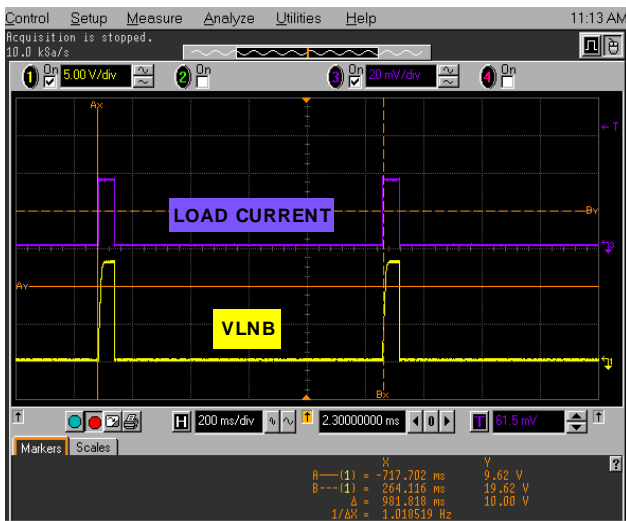 Control Setup Measure Analyze Utilities Help 11:13 AM
Acquisition is stopped.
10.0 kSa/s
1 On 5.00 V/div 2 On 3 On 20 mV/div 4 On
Ax
T
LOAD CURRENT
By
3
Ay
VLNB
1
Bx
H 200 ms/div 2.30000000 ms 0 T 61.5 mV
Markers Scales
?
X Y
A—(1) = -717.702 ms 9.62 V
B---(1) = 264.116 ms 19.62 V
Δ = 981.818 ms 10.00 V
1/ΔX = 1.018519 Hz